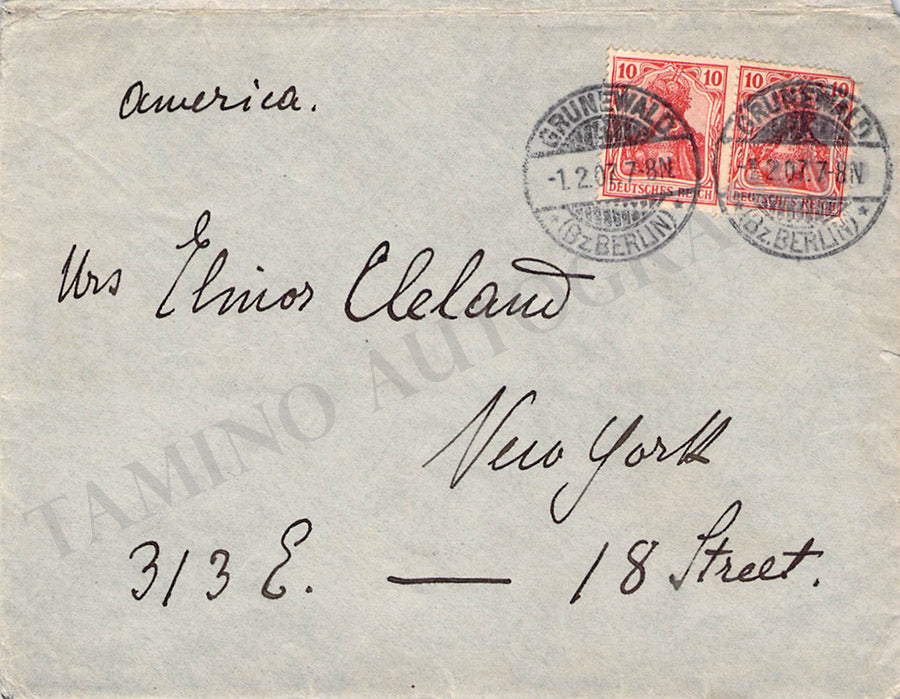 america.
10 10 10 10
DEUTSCHES REICH DEUTSCHES REICH
GRUNEWALD
-1.2.07.7-8N.
*(Bz.BERLIN)*
GRUNEWALD
-1.2.07.7-8N
*(Bz.BERLIN)*
Mrs Elinor Cleland
New York
313 E. — 18 Street.
TAMINO AUTOGRA